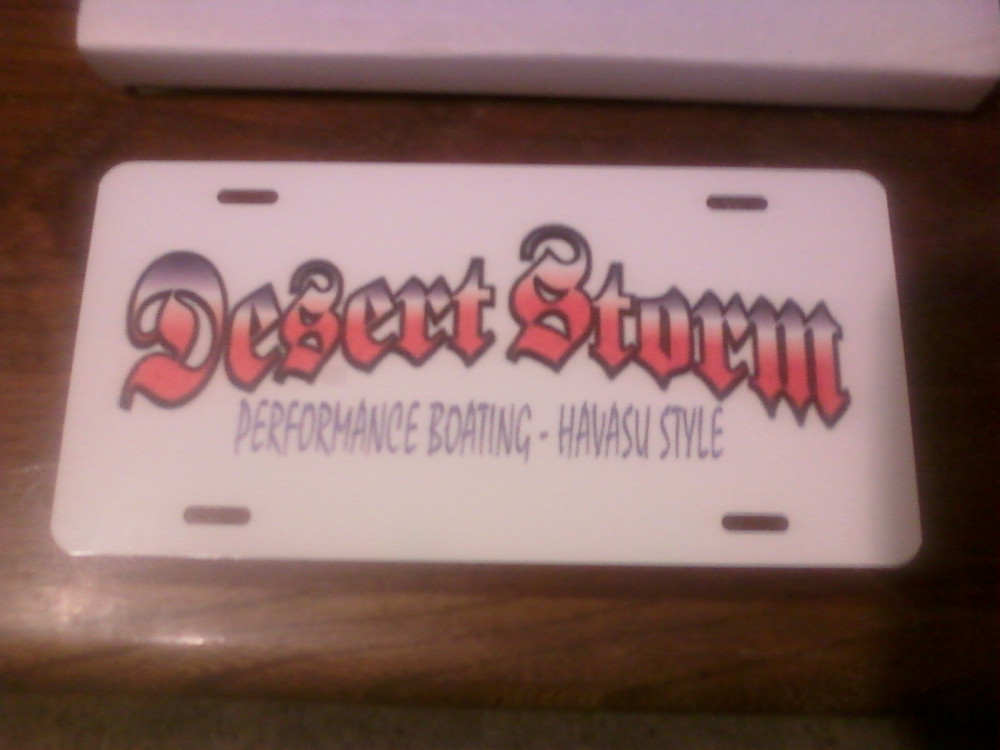 Desert Storm
PERFORMANCE BOATING - HAVASU STYLE